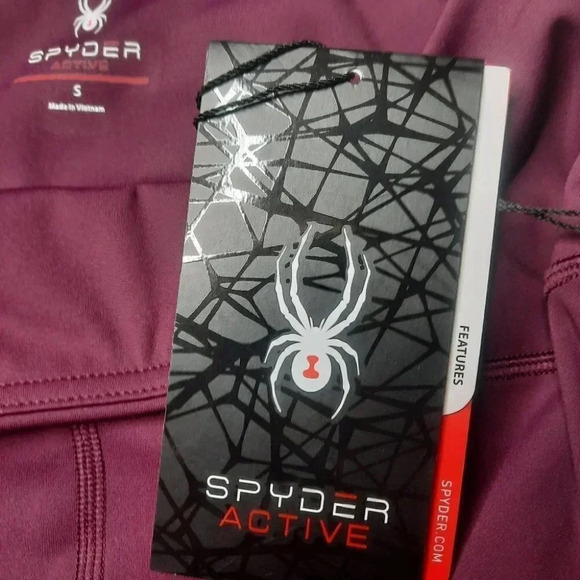 SPYDER
ACTIVE
S
Made in Vietnam
FEATURES
SPYDER.COM
SPYDER
ACTIVE